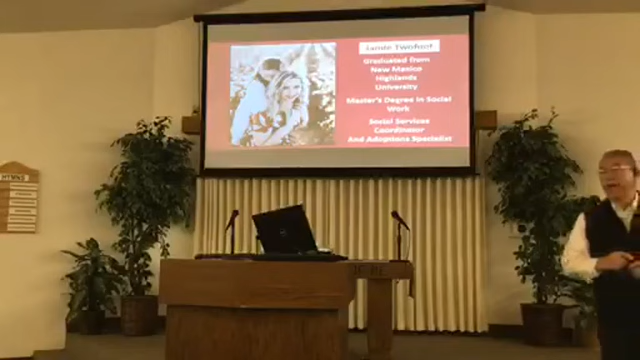 Jamie Twofoot
Graduated from
New Mexico
Highlands
University
Master's Degree in Social
Work
Social Services
Coordinator
And Adoptions Specialist
HYMNS